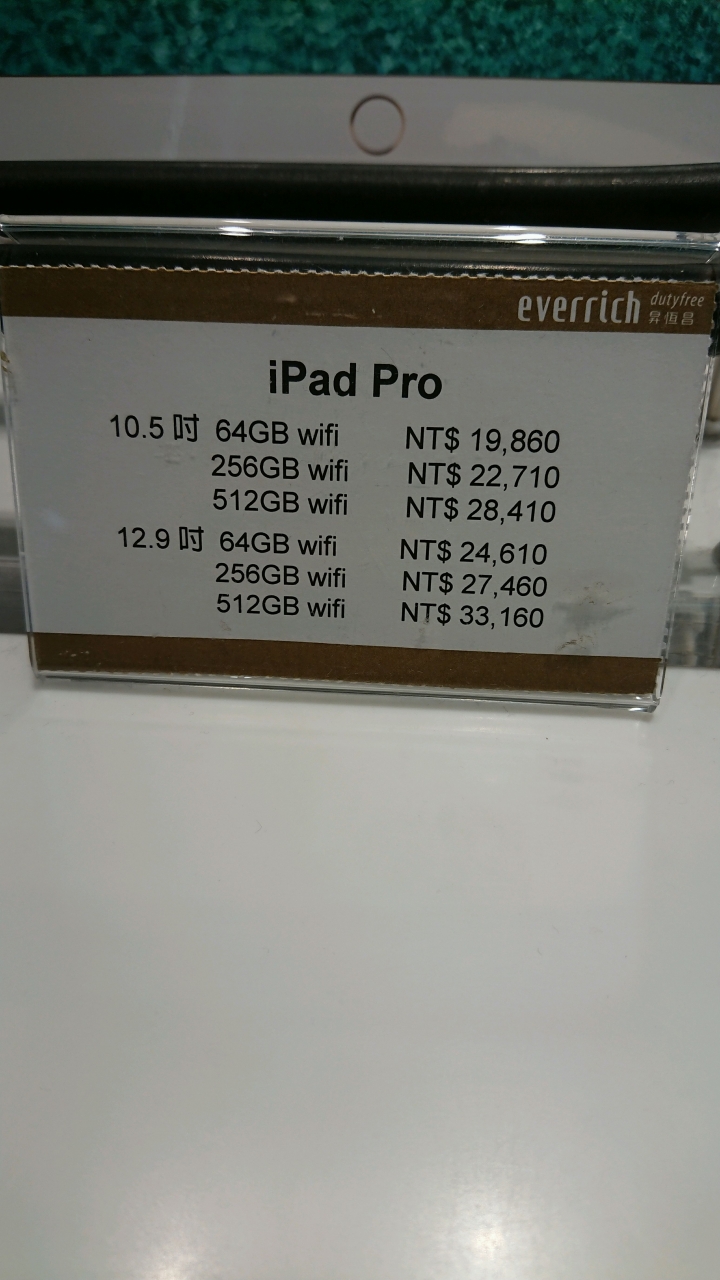 everrich dutyfree
昇恆昌
iPad Pro
10.5 吋 64GB wifi NT$ 19,860
256GB wifi NT$ 22,710
512GB wifi NT$ 28,410
12.9 吋 64GB wifi NT$ 24,610
256GB wifi NT$ 27,460
512GB wifi NT$ 33,160